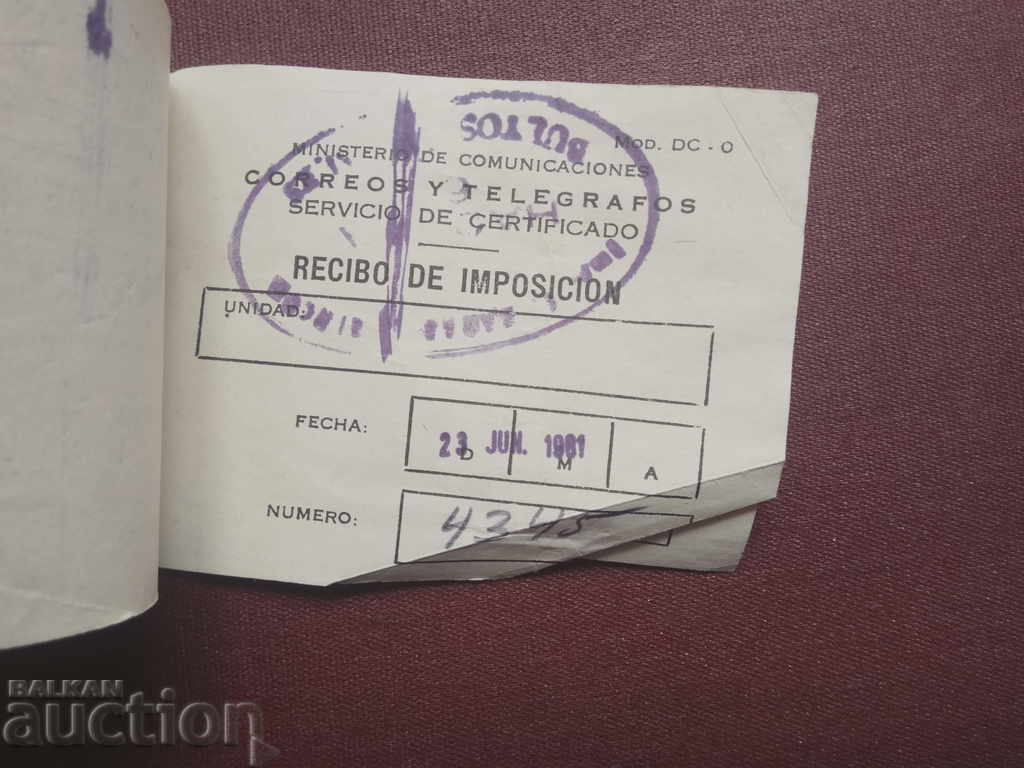 MOD. DC - O
BULTOS
MINISTERIO DE COMUNICACIONES
CORREOS Y TELEGRAFOS
SERVICIO DE CERTIFICADO
RECIBO DE IMPOSICION
UNIDAD:
FECHA:
23 JUN. 1981
D M A
NUMERO:
4345
BALKAN
auction